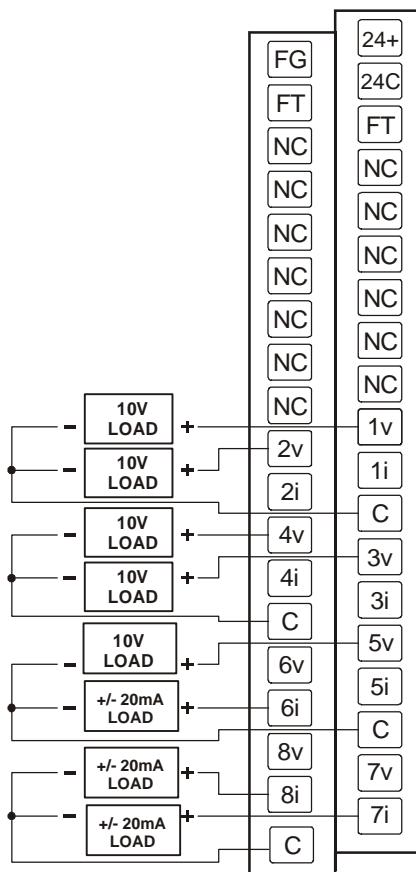 24+
FG
24C
FT
FT
NC
NC
NC
NC
NC
NC
NC
NC
NC
NC
NC
NC
NC
10V
LOAD
- +
1v
10V
LOAD
- +
2v
1i
2i
C
10V
LOAD
- +
4v
3v
10V
LOAD
- +
4i
3i
C
5v
10V
LOAD
- +
6v
5i
+/- 20mA
LOAD
- +
6i
C
8v
7v
+/- 20mA
LOAD
- +
8i
7i
+/- 20mA
LOAD
- +
C